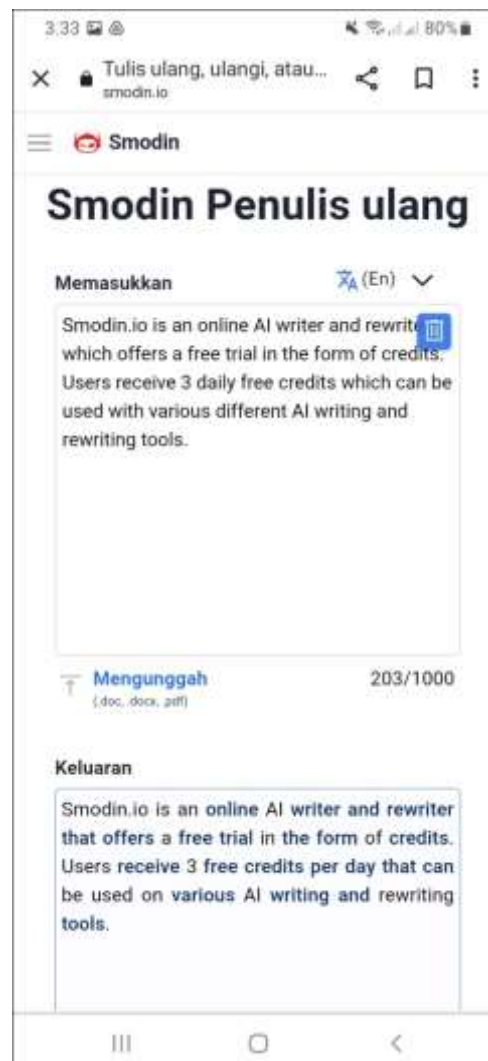 3.33 80%
Tulis ulang, ulangi, atau...
smodin.io
Smodin
Smodin Penulis ulang
Memasukkan (En)
Smodin.io is an online AI writer and rewrit
which offers a free trial in the form of credits.
Users receive 3 daily free credits which can be
used with various different AI writing and
rewriting tools.
Mengunggah 203/1000
(.doc, .docx, .pdf)
Keluaran
Smodin.io is an online AI writer and rewriter
that offers a free trial in the form of credits.
Users receive 3 free credits per day that can
be used on various AI writing and rewriting
tools.